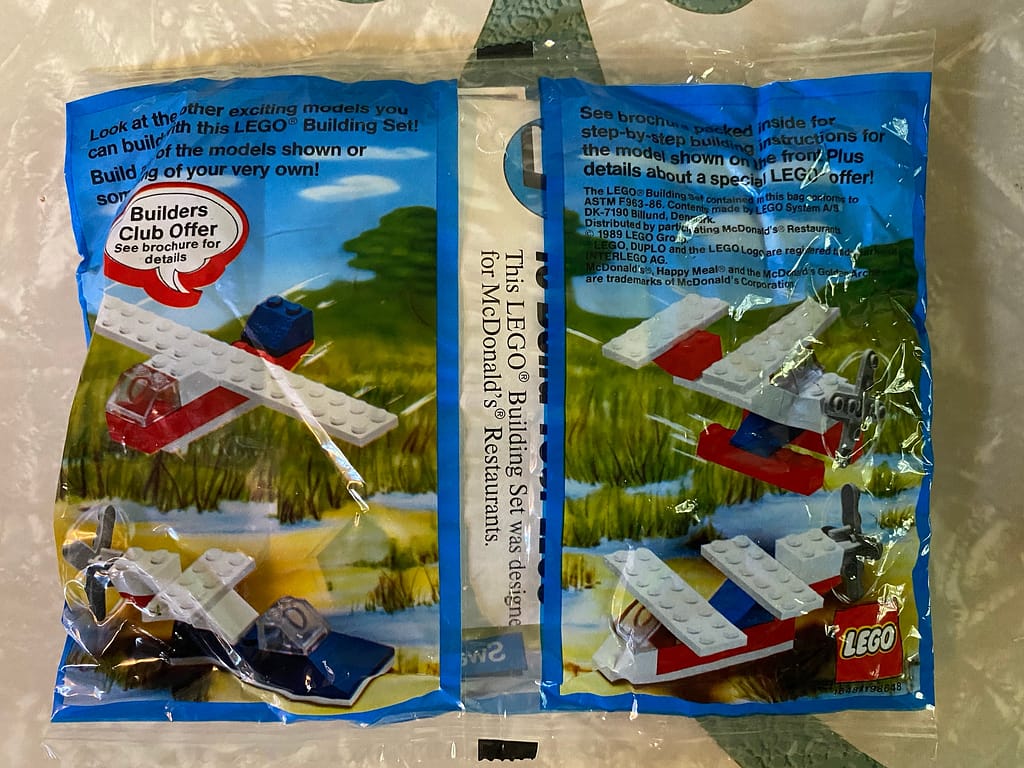 Look at the other exciting models you
can build with this LEGO® Building Set!
Build of the models shown or
som g of your very own!
Builders
Club Offer
See brochure for
details
This LEGO® Building Set was designe
for McDonald's® Restaurants.
See brochure packed inside for
step-by-step building instructions for
the model shown on the front. Plus
details about a special LEGO® offer!
The LEGO® Building Set contained in this bag conforms to
ASTM F963-86. Contents made by LEGO System A/S,
DK-7190 Billund, Denmark.
Distributed by participating McDonald's® Restaurants.
© 1989 LEGO Group
® LEGO, DUPLO and the LEGO Logo are registered
INTERLEGO AG.
McDonald's®, Happy Meal® and the McDonald's Golden Arches
are trademarks of McDonald's Corporation.
LEGO